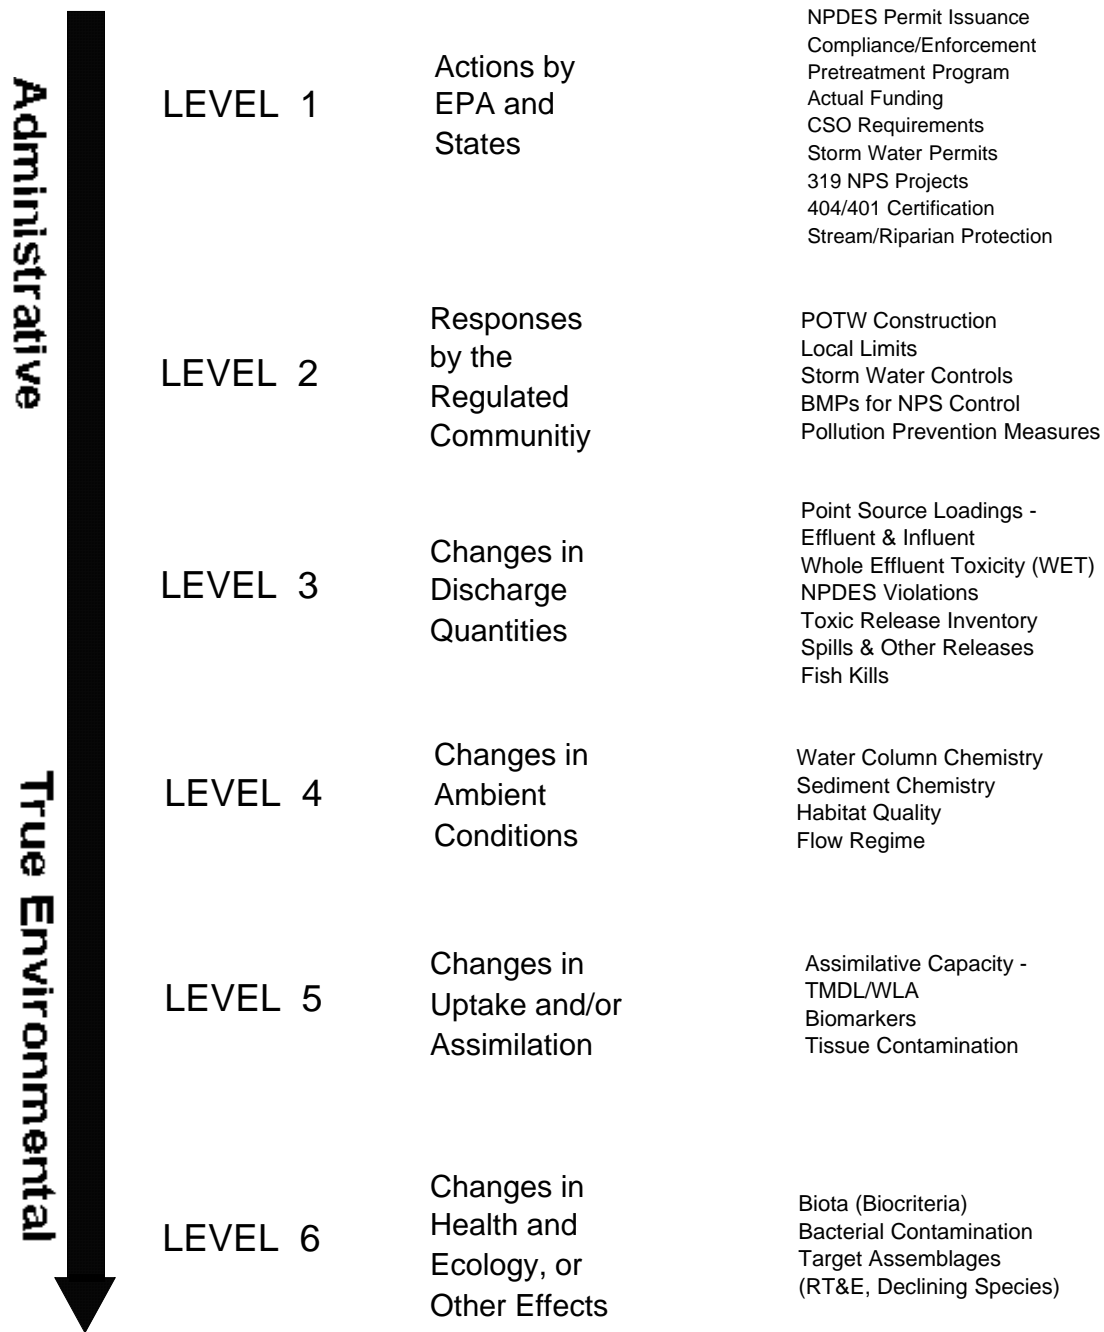 Administrative
True Environmental
LEVEL 1
Actions by
EPA and
States
NPDES Permit Issuance
Compliance/Enforcement
Pretreatment Program
Actual Funding
CSO Requirements
Storm Water Permits
319 NPS Projects
404/401 Certification
Stream/Riparian Protection
LEVEL 2
Responses
by the
Regulated
Communitiy
POTW Construction
Local Limits
Storm Water Controls
BMPs for NPS Control
Pollution Prevention Measures
LEVEL 3
Changes in
Discharge
Quantities
Point Source Loadings -
Effluent & Influent
Whole Effluent Toxicity (WET)
NPDES Violations
Toxic Release Inventory
Spills & Other Releases
Fish Kills
LEVEL 4
Changes in
Ambient
Conditions
Water Column Chemistry
Sediment Chemistry
Habitat Quality
Flow Regime
LEVEL 5
Changes in
Uptake and/or
Assimilation
Assimilative Capacity -
TMDL/WLA
Biomarkers
Tissue Contamination
LEVEL 6
Changes in
Health and
Ecology, or
Other Effects
Biota (Biocriteria)
Bacterial Contamination
Target Assemblages
(RT&E, Declining Species)